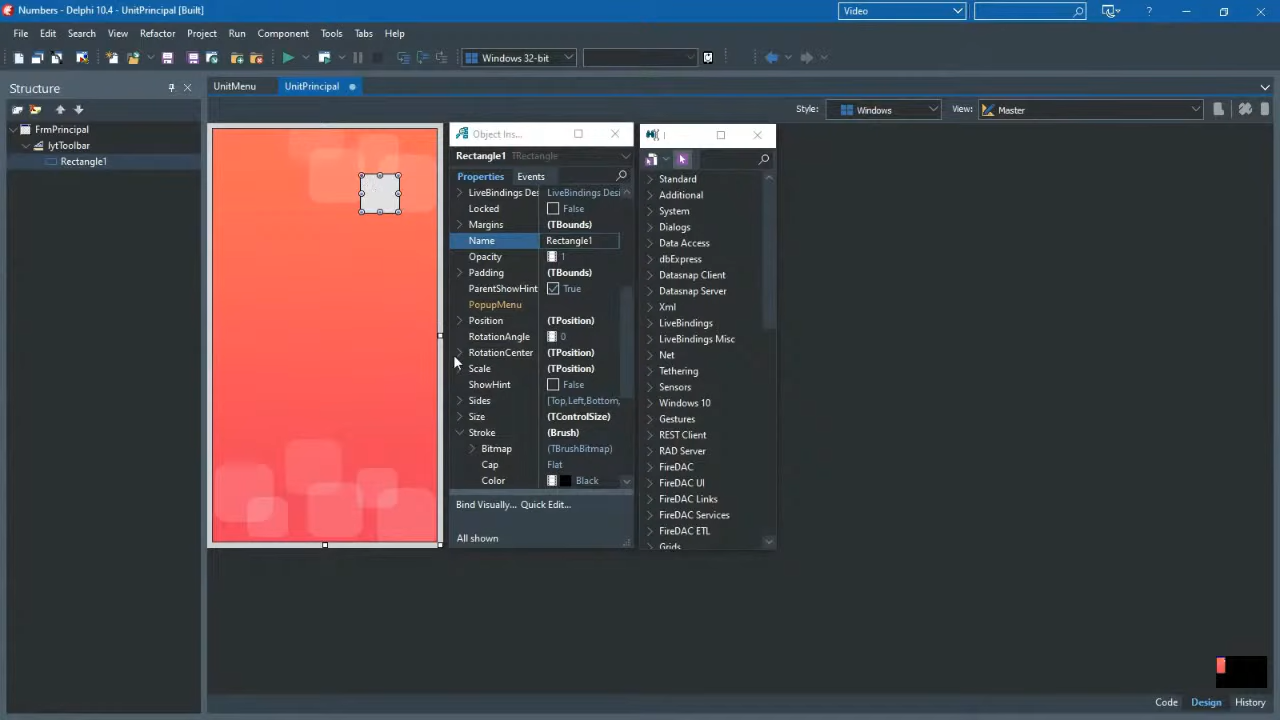 Numbers - Delphi 10.4 - UnitPrincipal [Built]
Video
File Edit Search View Refactor Project Run Component Tools Tabs Help
Windows 32-bit
Structure
UnitMenu UnitPrincipal
Style: Windows View: Master
FrmPrincipal
lytToolbar
Rectangle1
Object Ins...
Rectangle1 TRectangle
Properties Events
LiveBindings Des LiveBindings Desi
Locked False
Margins (TBounds)
Name Rectangle1
Opacity 1
Padding (TBounds)
ParentShowHint True
PopupMenu
Position (TPosition)
RotationAngle 0
RotationCenter (TPosition)
Scale (TPosition)
ShowHint False
Sides [Top,Left,Bottom,
Size (TControlSize)
Stroke (Brush)
Bitmap (TBrushBitmap)
Cap Flat
Color Black
Bind Visually... Quick Edit...
All shown
Standard
Additional
System
Dialogs
Data Access
dbExpress
Datasnap Client
Datasnap Server
Xml
LiveBindings
LiveBindings Misc
Net
Tethering
Sensors
Windows 10
Gestures
REST Client
RAD Server
FireDAC
FireDAC UI
FireDAC Links
FireDAC Services
FireDAC ETL
Grids
Code Design History